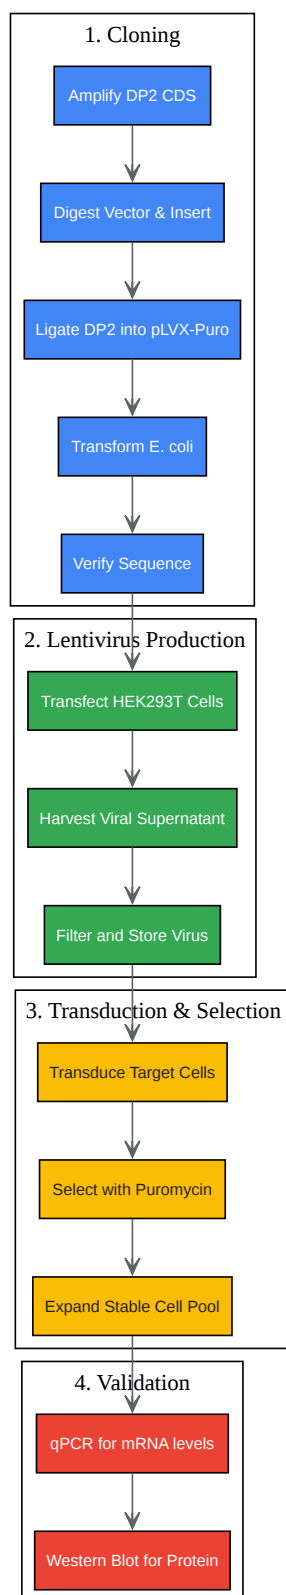 1. Cloning
Amplify DP2 CDS
Digest Vector & Insert
Ligate DP2 into pLVX-Puro
Transform E. coli
Verify Sequence
2. Lentivirus Production
Transfect HEK293T Cells
Harvest Viral Supernatant
Filter and Store Virus
3. Transduction & Selection
Transduce Target Cells
Select with Puromycin
Expand Stable Cell Pool
4. Validation
qPCR for mRNA levels
Western Blot for Protein